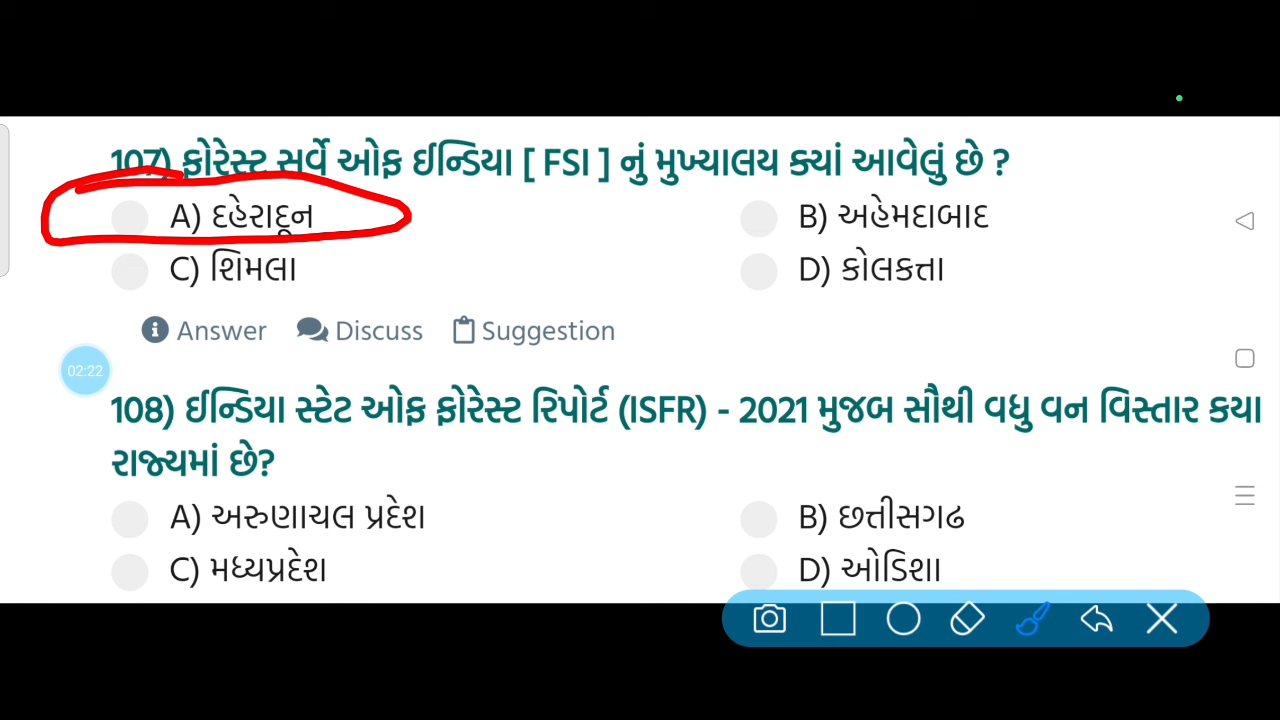 107) ફોરેસ્ટ સર્વે ઓફ ઈન્ડિયા [ FSI ] નું મુખ્યાલય ક્યાં આવેલું છે ?
A) દહેરાદૂન B) અહેમદાબાદ
C) શિમલા D) કોલકત્તા
Answer Discuss Suggestion
02:22
108) ઈન્ડિયા સ્ટેટ ઓફ ફોરેસ્ટ રિપોર્ટ (ISFR) - 2021 મુજબ સૌથી વધુ વન વિસ્તાર કયા
રાજ્યમાં છે?
A) અરુણાચલ પ્રદેશ B) છત્તીસગઢ
C) મધ્યપ્રદેશ D) ઓડિશા